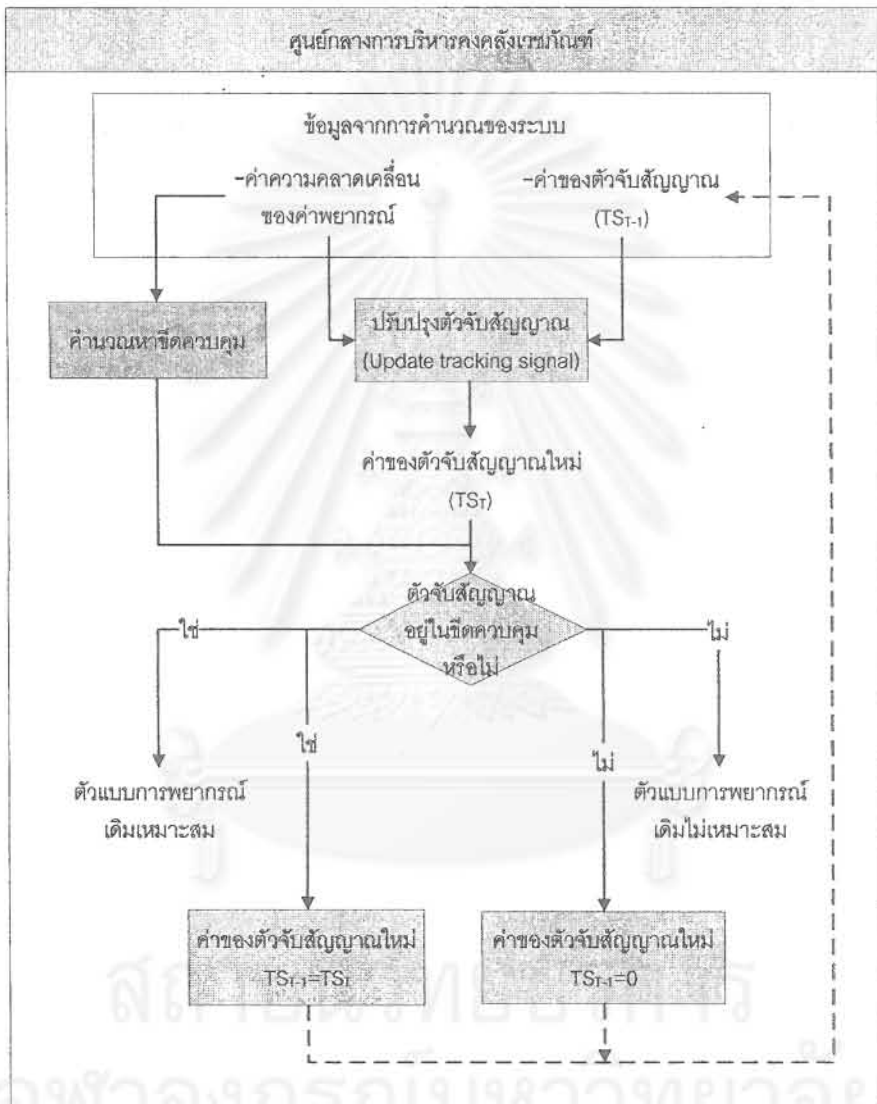 ศูนย์กลางการบริหารคงคลังเวชภัณฑ์
ข้อมูลจากการคำนวณของระบบ
-ค่าความคลาดเคลื่อน
ของค่าพยากรณ์
-ค่าของตัวจับสัญญาณ
(TST-1)
คำนวณหาขีดควบคุม
ปรับปรุงตัวจับสัญญาณ
(Update tracking signal)
ค่าของตัวจับสัญญาณใหม่
(TST)
ตัวจับสัญญาณ
อยู่ในขีดควบคุม
หรือไม่
ใช่
ไม่
ใช่
ไม่
ตัวแบบการพยากรณ์
เดิมเหมาะสม
ตัวแบบการพยากรณ์
เดิมไม่เหมาะสม
ค่าของตัวจับสัญญาณใหม่
TST-1=TST
ค่าของตัวจับสัญญาณใหม่
TST-1=0